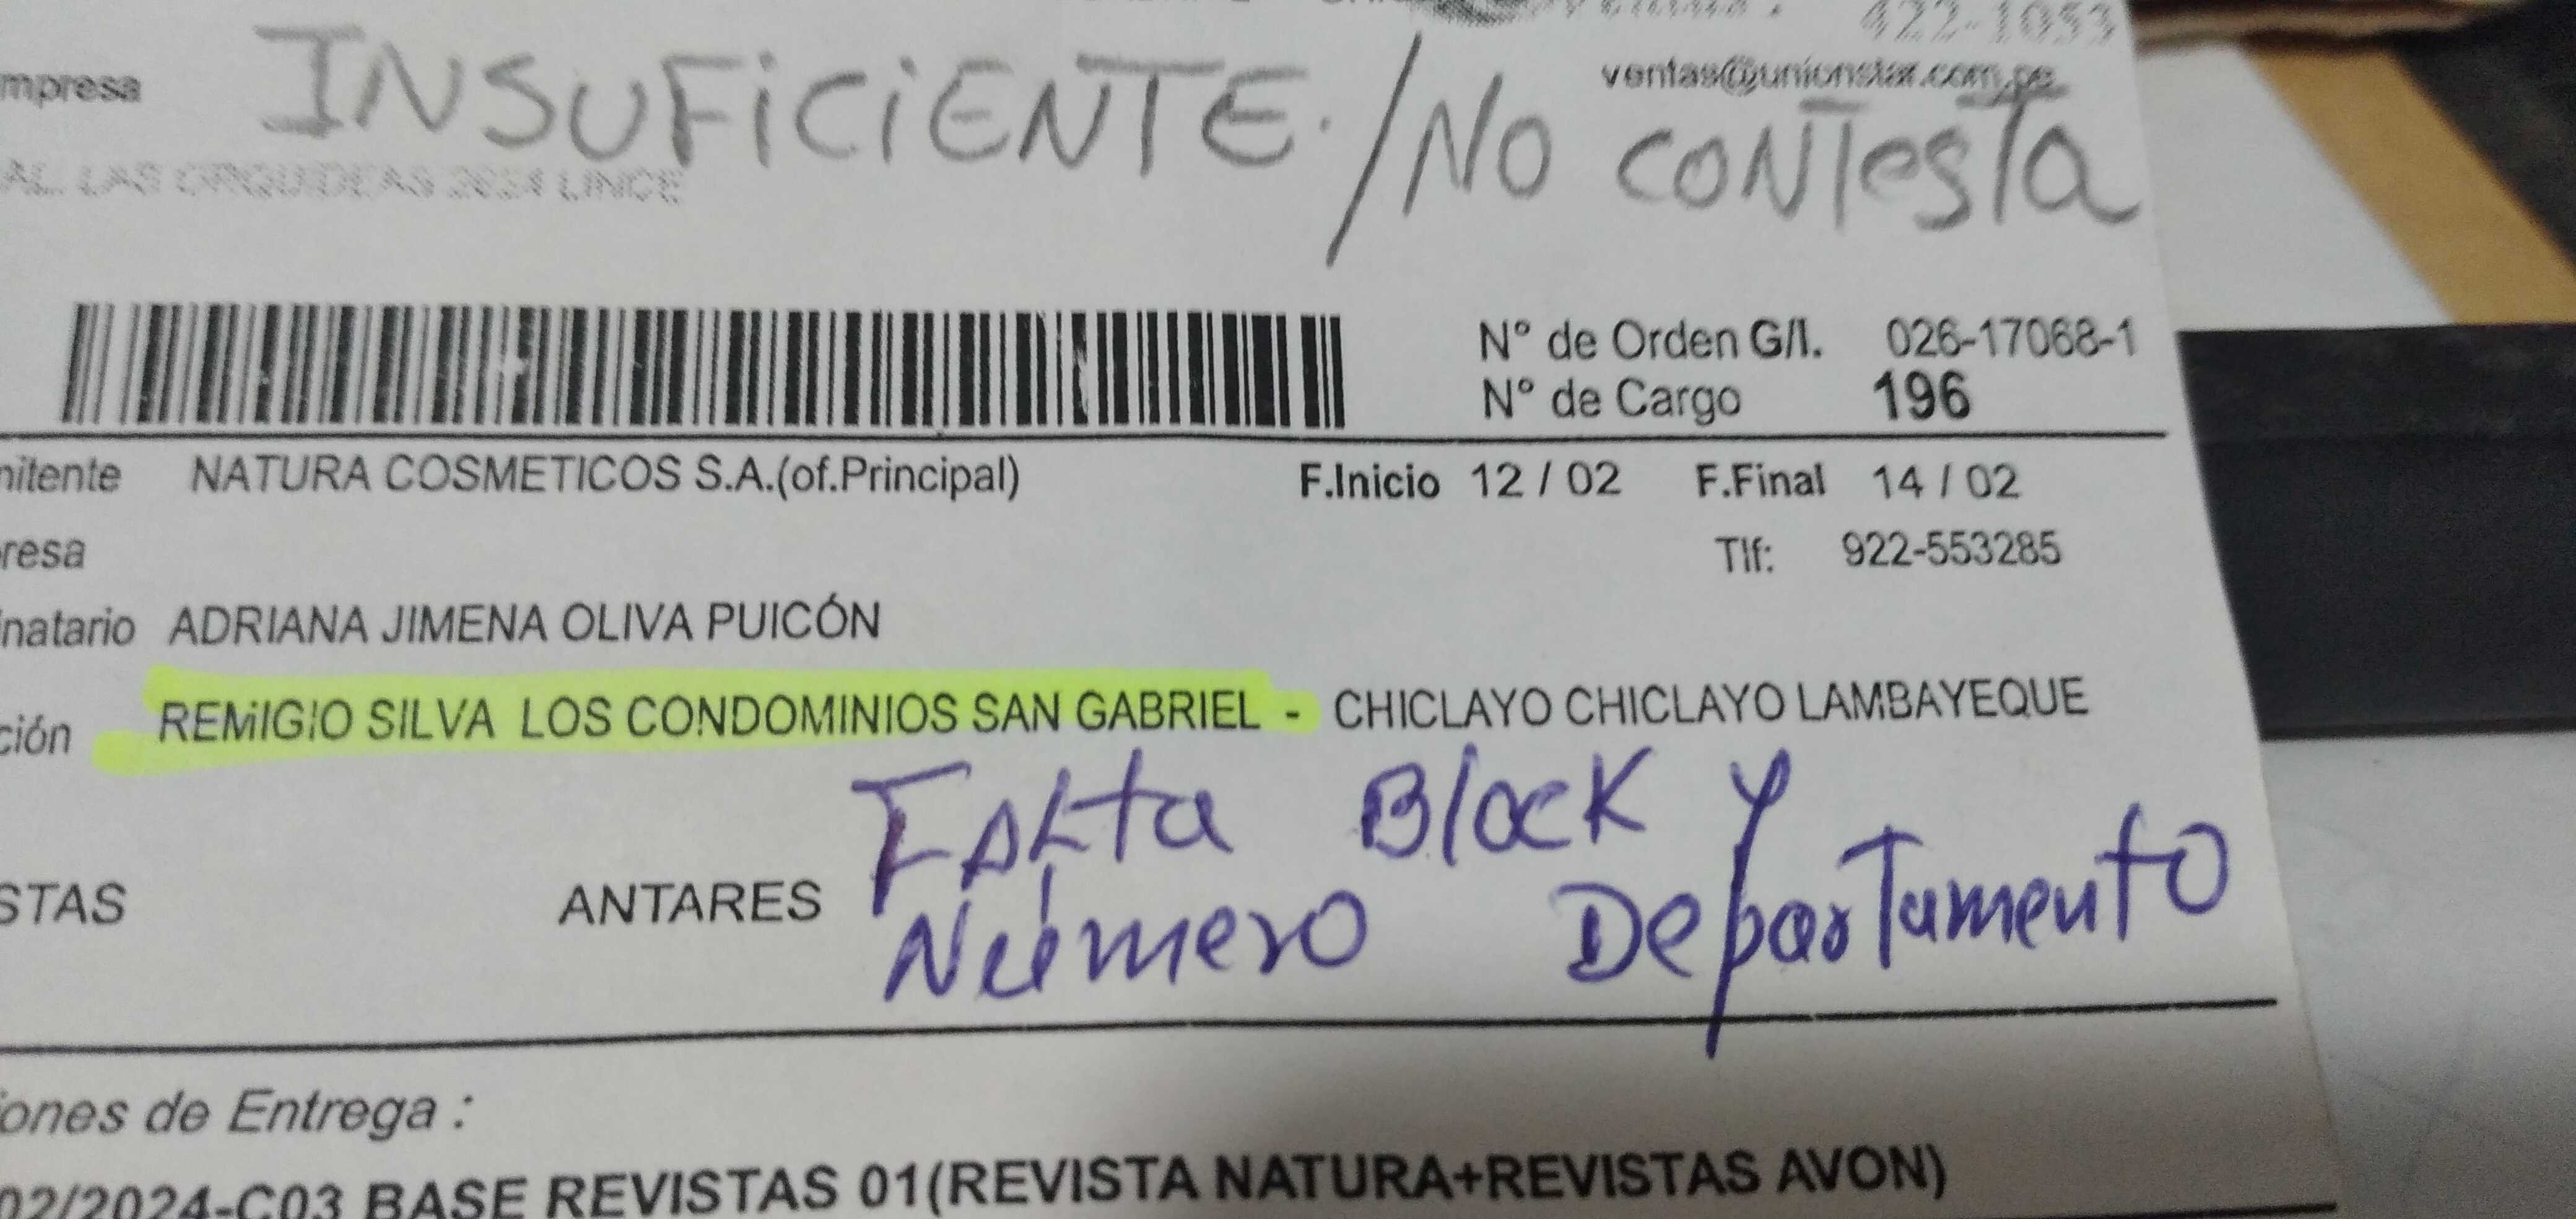 422-1053
ventas@unionstar.com.pe
mpresa
INSUFICIENTE. / NO CONTESTA
AL. LAS ORQUIDEAS 2624 LINCE
N° de Orden G/I. 026-17068-1
N° de Cargo 196
mitente NATURA COSMETICOS S.A.(of.Principal) F.Inicio 12 / 02 F.Final 14 / 02
resa Tlf: 922-553285
inatario ADRIANA JIMENA OLIVA PUICÓN
ción REMIGIO SILVA LOS CONDOMINIOS SAN GABRIEL - CHICLAYO CHICLAYO LAMBAYEQUE
Falta Block y
STAS ANTARES Número Departamento
iones de Entrega :
02/2024-C03 BASE REVISTAS 01(REVISTA NATURA+REVISTAS AVON)